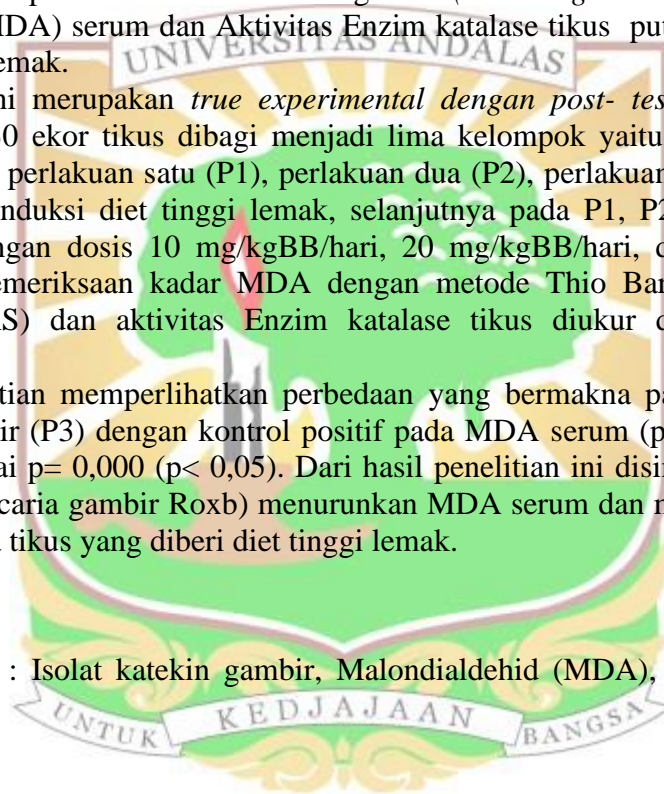 MDA) serum dan Aktivitas Enzim katalase tikus
emak.
UNIVERSITAS ANDALAS
merupakan true experimental dengan post- tes
0 ekor tikus dibagi menjadi lima kelompok yaitu
perlakuan satu (P1), perlakuan dua (P2), perlakuan
nduksi diet tinggi lemak, selanjutnya pada P1, P2
ngan dosis 10 mg/kgBB/hari, 20 mg/kgBB/hari, d
emeriksaan kadar MDA dengan metode Thio Bar
S) dan aktivitas Enzim katalase tikus diukur d
tian memperlihatkan perbedaan yang bermakna pa
ir (P3) dengan kontrol positif pada MDA serum (p
ai p= 0,000 (p< 0,05). Dari hasil penelitian ini disi
caria gambir Roxb) menurunkan MDA serum dan
tikus yang diberi diet tinggi lemak.
: Isolat katekin gambir, Malondialdehid (MDA),
UNTUK KEDJAJAAN BANGSA